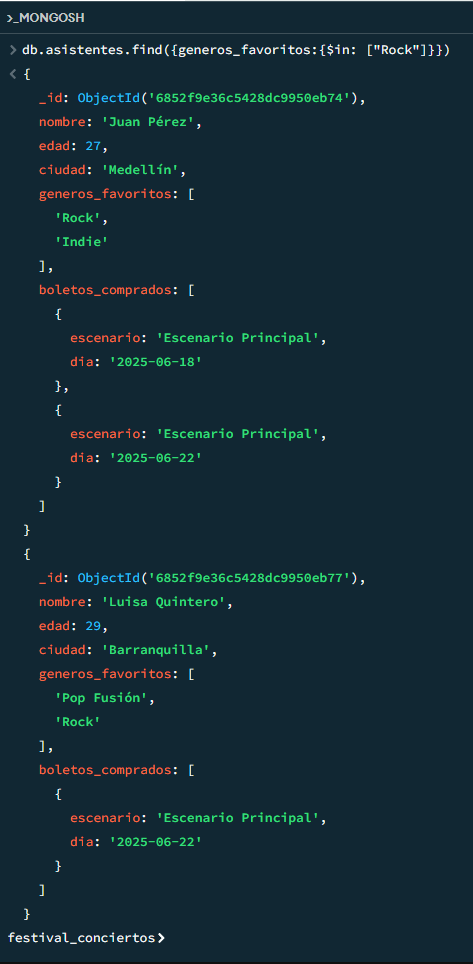 >_MONGOSH
> db.asistentes.find({generos_favoritos:{$in: ["Rock"]}})
< {
_id: ObjectId('6852f9e36c5428dc9950eb74'),
nombre: 'Juan Pérez',
edad: 27,
ciudad: 'Medellín',
generos_favoritos: [
'Rock',
'Indie'
],
boletos_comprados: [
{
escenario: 'Escenario Principal',
dia: '2025-06-18'
},
{
escenario: 'Escenario Principal',
dia: '2025-06-22'
}
]
}
{
_id: ObjectId('6852f9e36c5428dc9950eb77'),
nombre: 'Luisa Quintero',
edad: 29,
ciudad: 'Barranquilla',
generos_favoritos: [
'Pop Fusión',
'Rock'
],
boletos_comprados: [
{
escenario: 'Escenario Principal',
dia: '2025-06-22'
}
]
}
festival_conciertos>